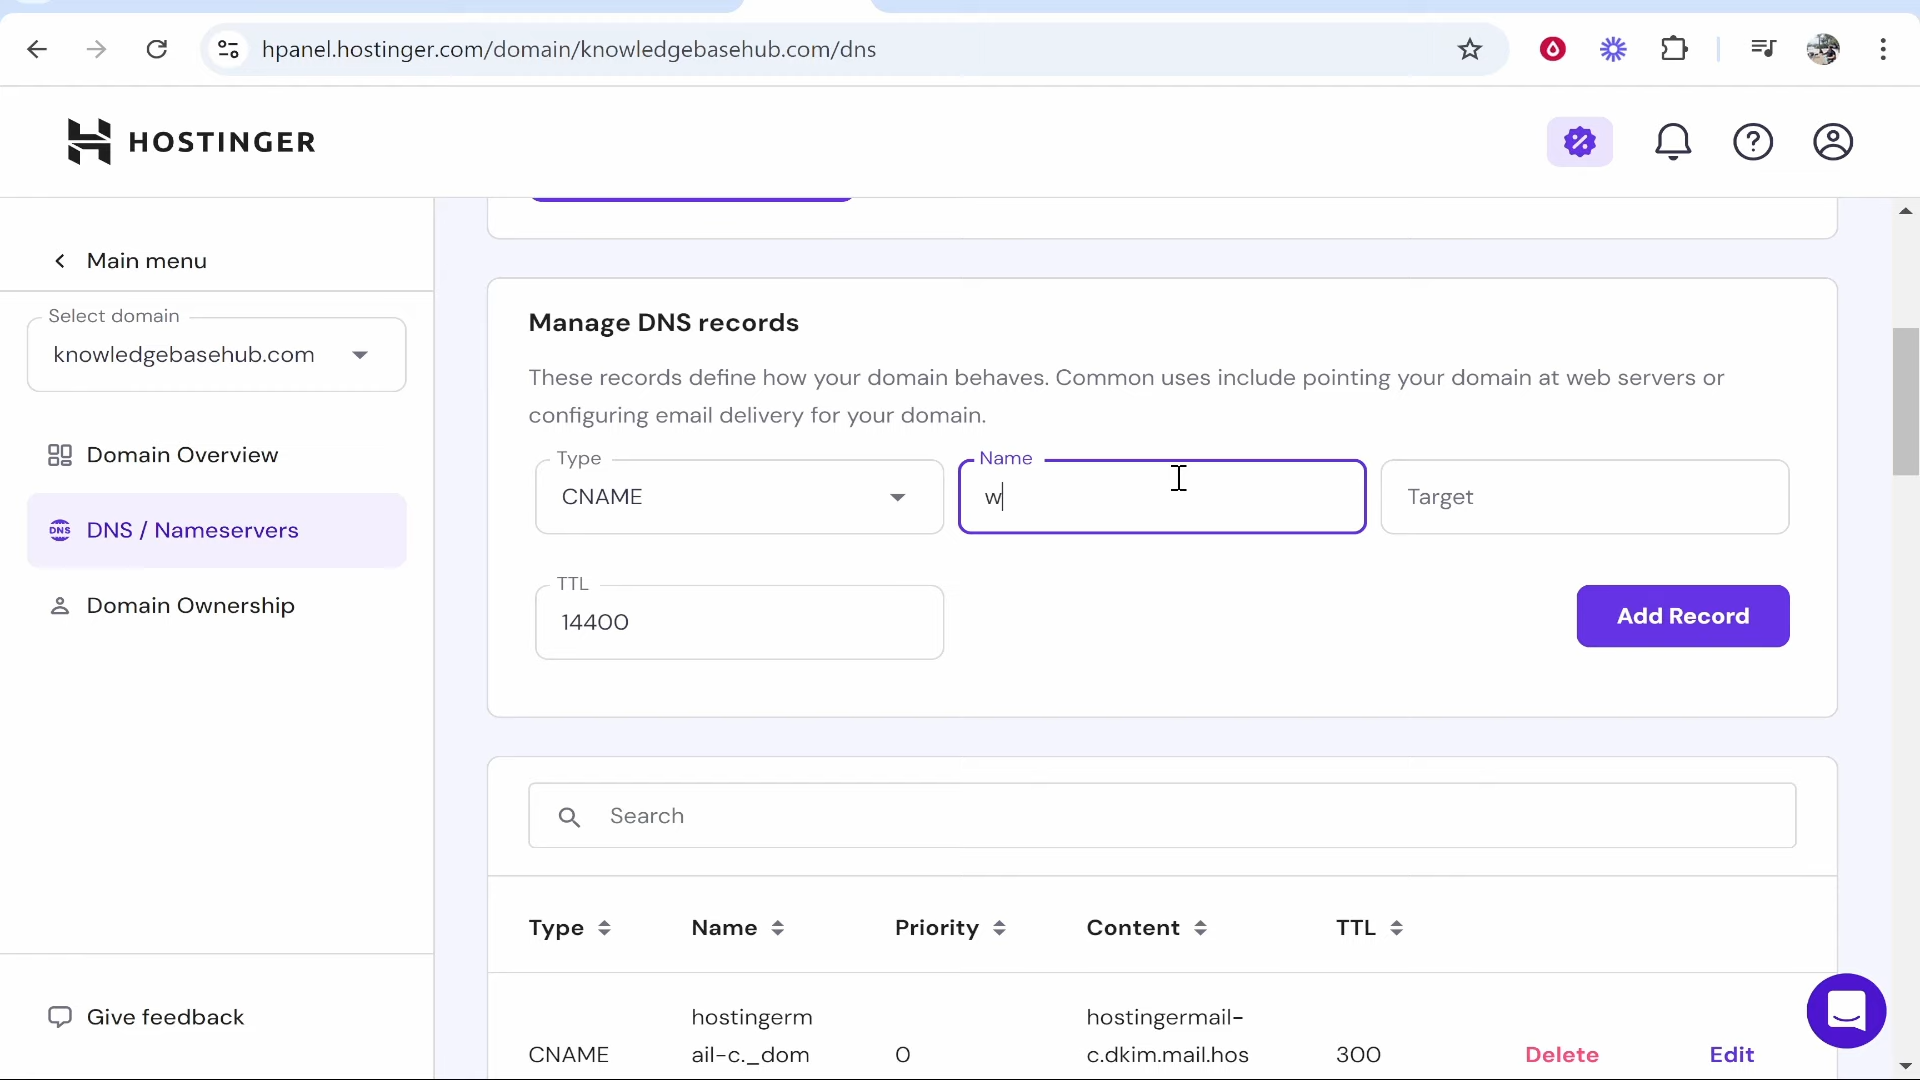 hpanel.hostinger.com/domain/knowledgebasehub.com/dns
HOSTINGER
Main menu
Select domain
knowledgebasehub.com
Domain Overview
DNS
DNS / Nameservers
Domain Ownership
Give feedback
Manage DNS records
These records define how your domain behaves. Common uses include pointing your domain at web servers or
configuring email delivery for your domain.
Type
CNAME
Name
w
Target
TTL
14400
Add Record
Search
Type Name Priority Content TTL
hostingerm hostingermail-
CNAME ail-c._dom 0 c.dkim.mail.hos 300 Delete Edit